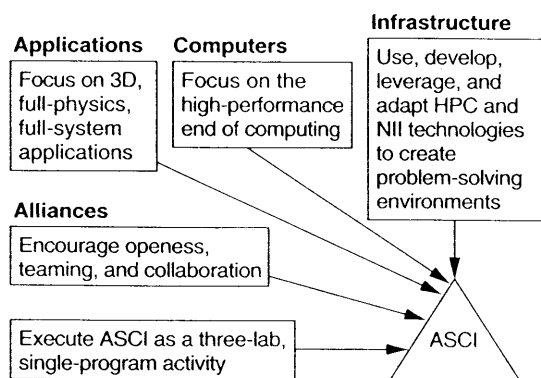 Applications
Focus on 3D,
full-physics,
full-system
applications
Computers
Focus on the
high-performance
end of computing
Infrastructure
Use, develop,
leverage, and
adapt HPC and
NII technologies
to create
problem-solving
environments
Alliances
Encourage openess,
teaming, and collaboration
Execute ASCI as a three-lab,
single-program activity
ASCI